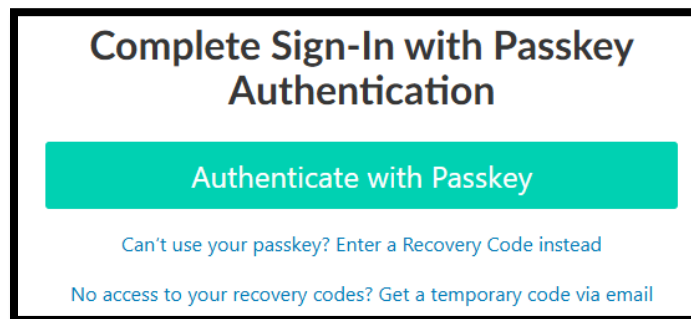 Complete Sign-In with Passkey
Authentication
Authenticate with Passkey
Can't use your passkey? Enter a Recovery Code instead
No access to your recovery codes? Get a temporary code via email